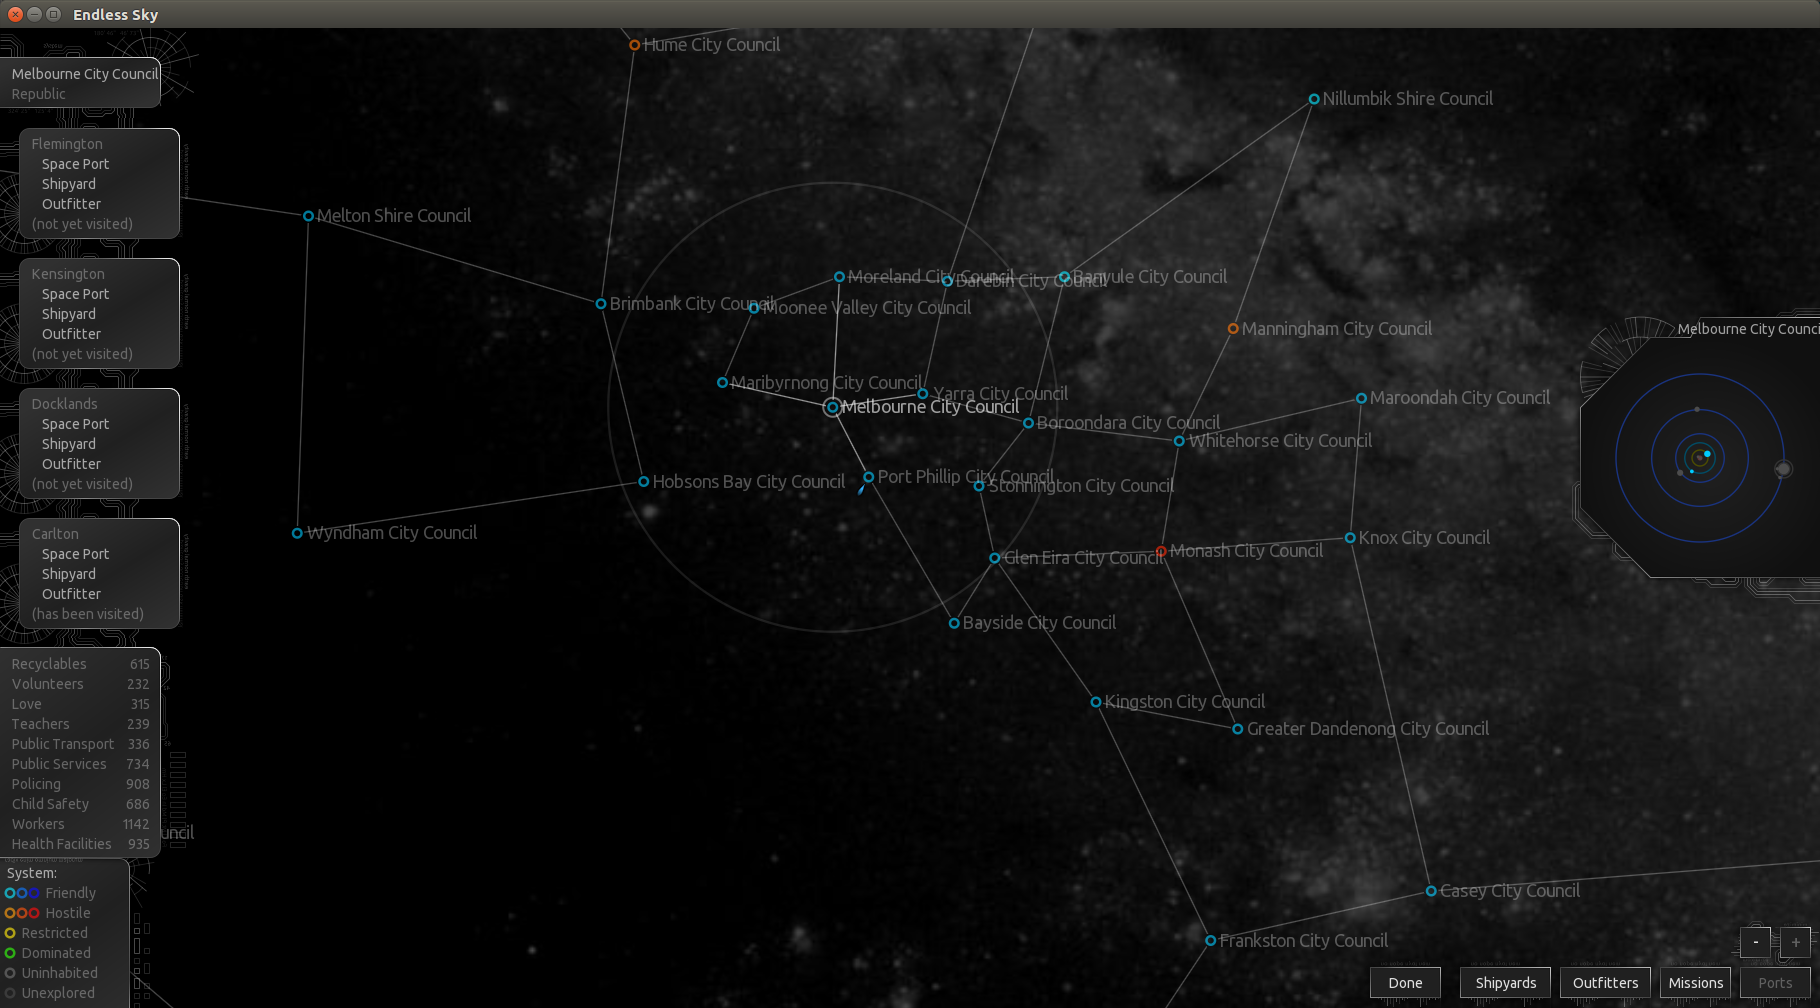 Endless Sky
Melbourne City Council
Republic
Flemington
Space Port
Shipyard
Outfitter
(not yet visited)
Kensington
Space Port
Shipyard
Outfitter
(not yet visited)
Docklands
Space Port
Shipyard
Outfitter
(not yet visited)
Carlton
Space Port
Shipyard
Outfitter
(has been visited)
Recyclables 615
Volunteers 232
Love 315
Teachers 239
Public Transport 336
Public Services 734
Policing 908
Child Safety 686
Workers 1142
Health Facilities 935
System:
Friendly
Hostile
Restricted
Dominated
Uninhabited
Unexplored
Hume City Council
Nillumbik Shire Council
Melton Shire Council
Moreland City Council
Darebin City Council
Banyule City Council
Brimbank City Council
Moonee Valley City Council
Manningham City Council
Maribyrnong City Council
Yarra City Council
Maroondah City Council
Melbourne City Council
Boroondara City Council
Whitehorse City Council
Port Phillip City Council
Hobsons Bay City Council
Stonnington City Council
Wyndham City Council
Knox City Council
Monash City Council
Glen Eira City Council
Bayside City Council
Kingston City Council
Greater Dandenong City Council
Casey City Council
Frankston City Council
Melbourne City Counci
- +
Done Shipyards Outfitters Missions Ports